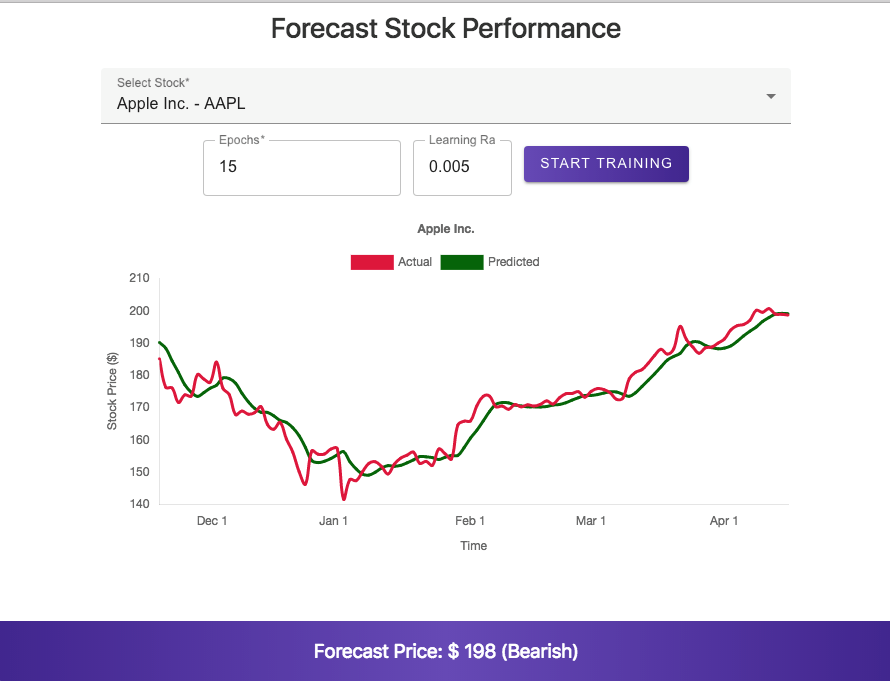 Forecast Stock Performance
Select Stock*
Apple Inc. - AAPL
Epochs*
Learning Ra
15
0.005
START TRAINING
Apple Inc.
Actual
Predicted
210
200
190
180
170
160
150
140
Stock Price ($)
Dec 1
Jan 1
Feb 1
Mar 1
Apr 1
Time
Forecast Price: $ 198 (Bearish)